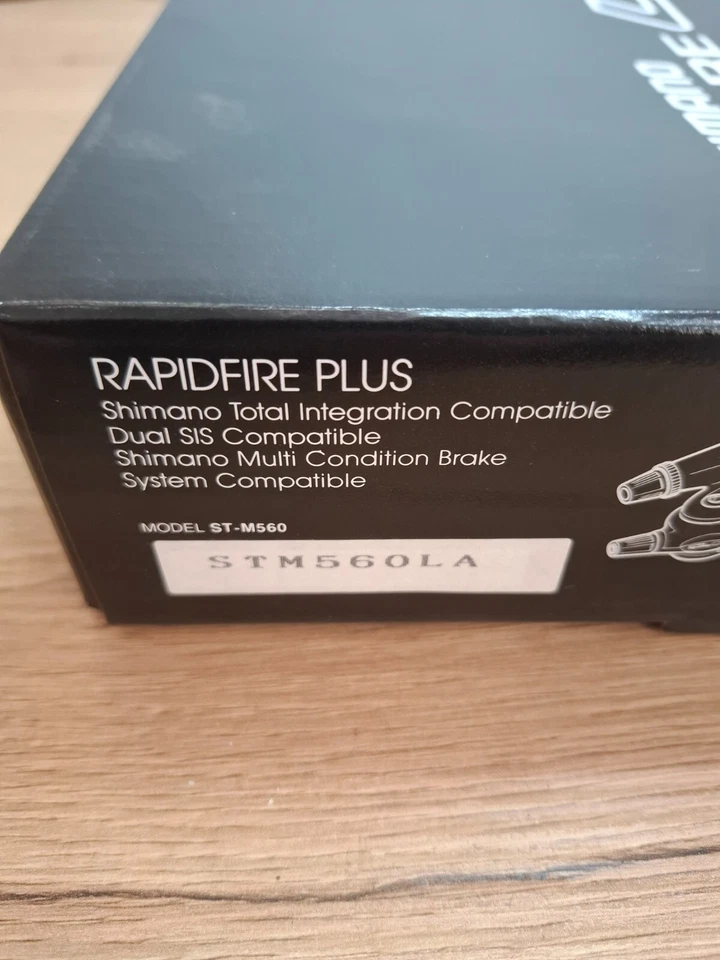 RAPIDFIRE PLUS
Shimano Total Integration Compatible
Dual SIS Compatible
Shimano Multi Condition Brake
System Compatible
MODEL ST-M560
STM560LA